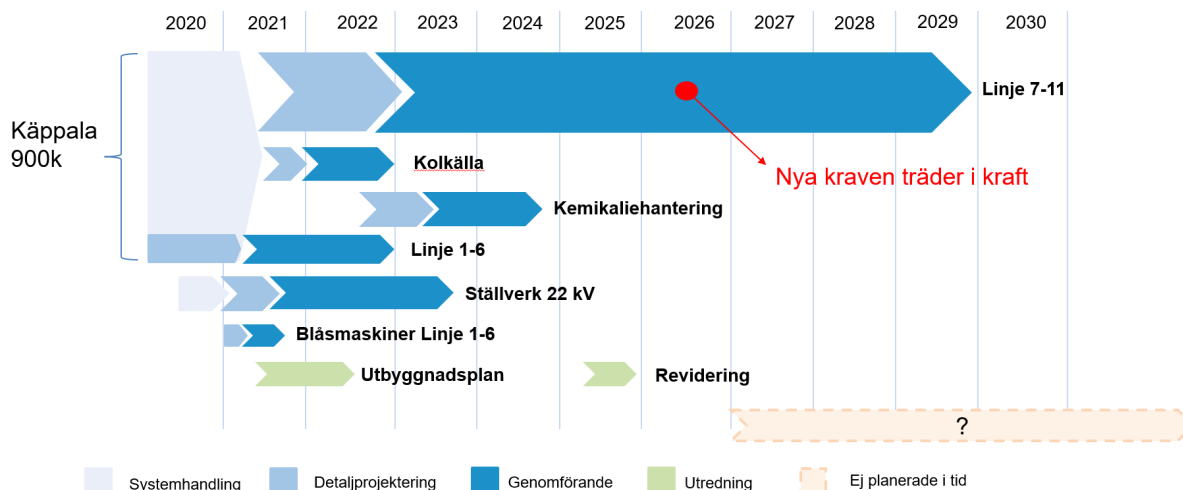 2020 2021 2022 2023 2024 2025 2026 2027 2028 2029 2030
Linje 7-11
Käppala
900k
Kolkälla
Nya kraven träder i kraft
Kemikaliehantering
Linje 1-6
Ställverk 22 kV
Blåsmaskiner Linje 1-6
Utbyggnadsplan
Revidering
?
Systemhandling
Detaljprojektering
Genomförande
Utredning
Ej planerade i tid